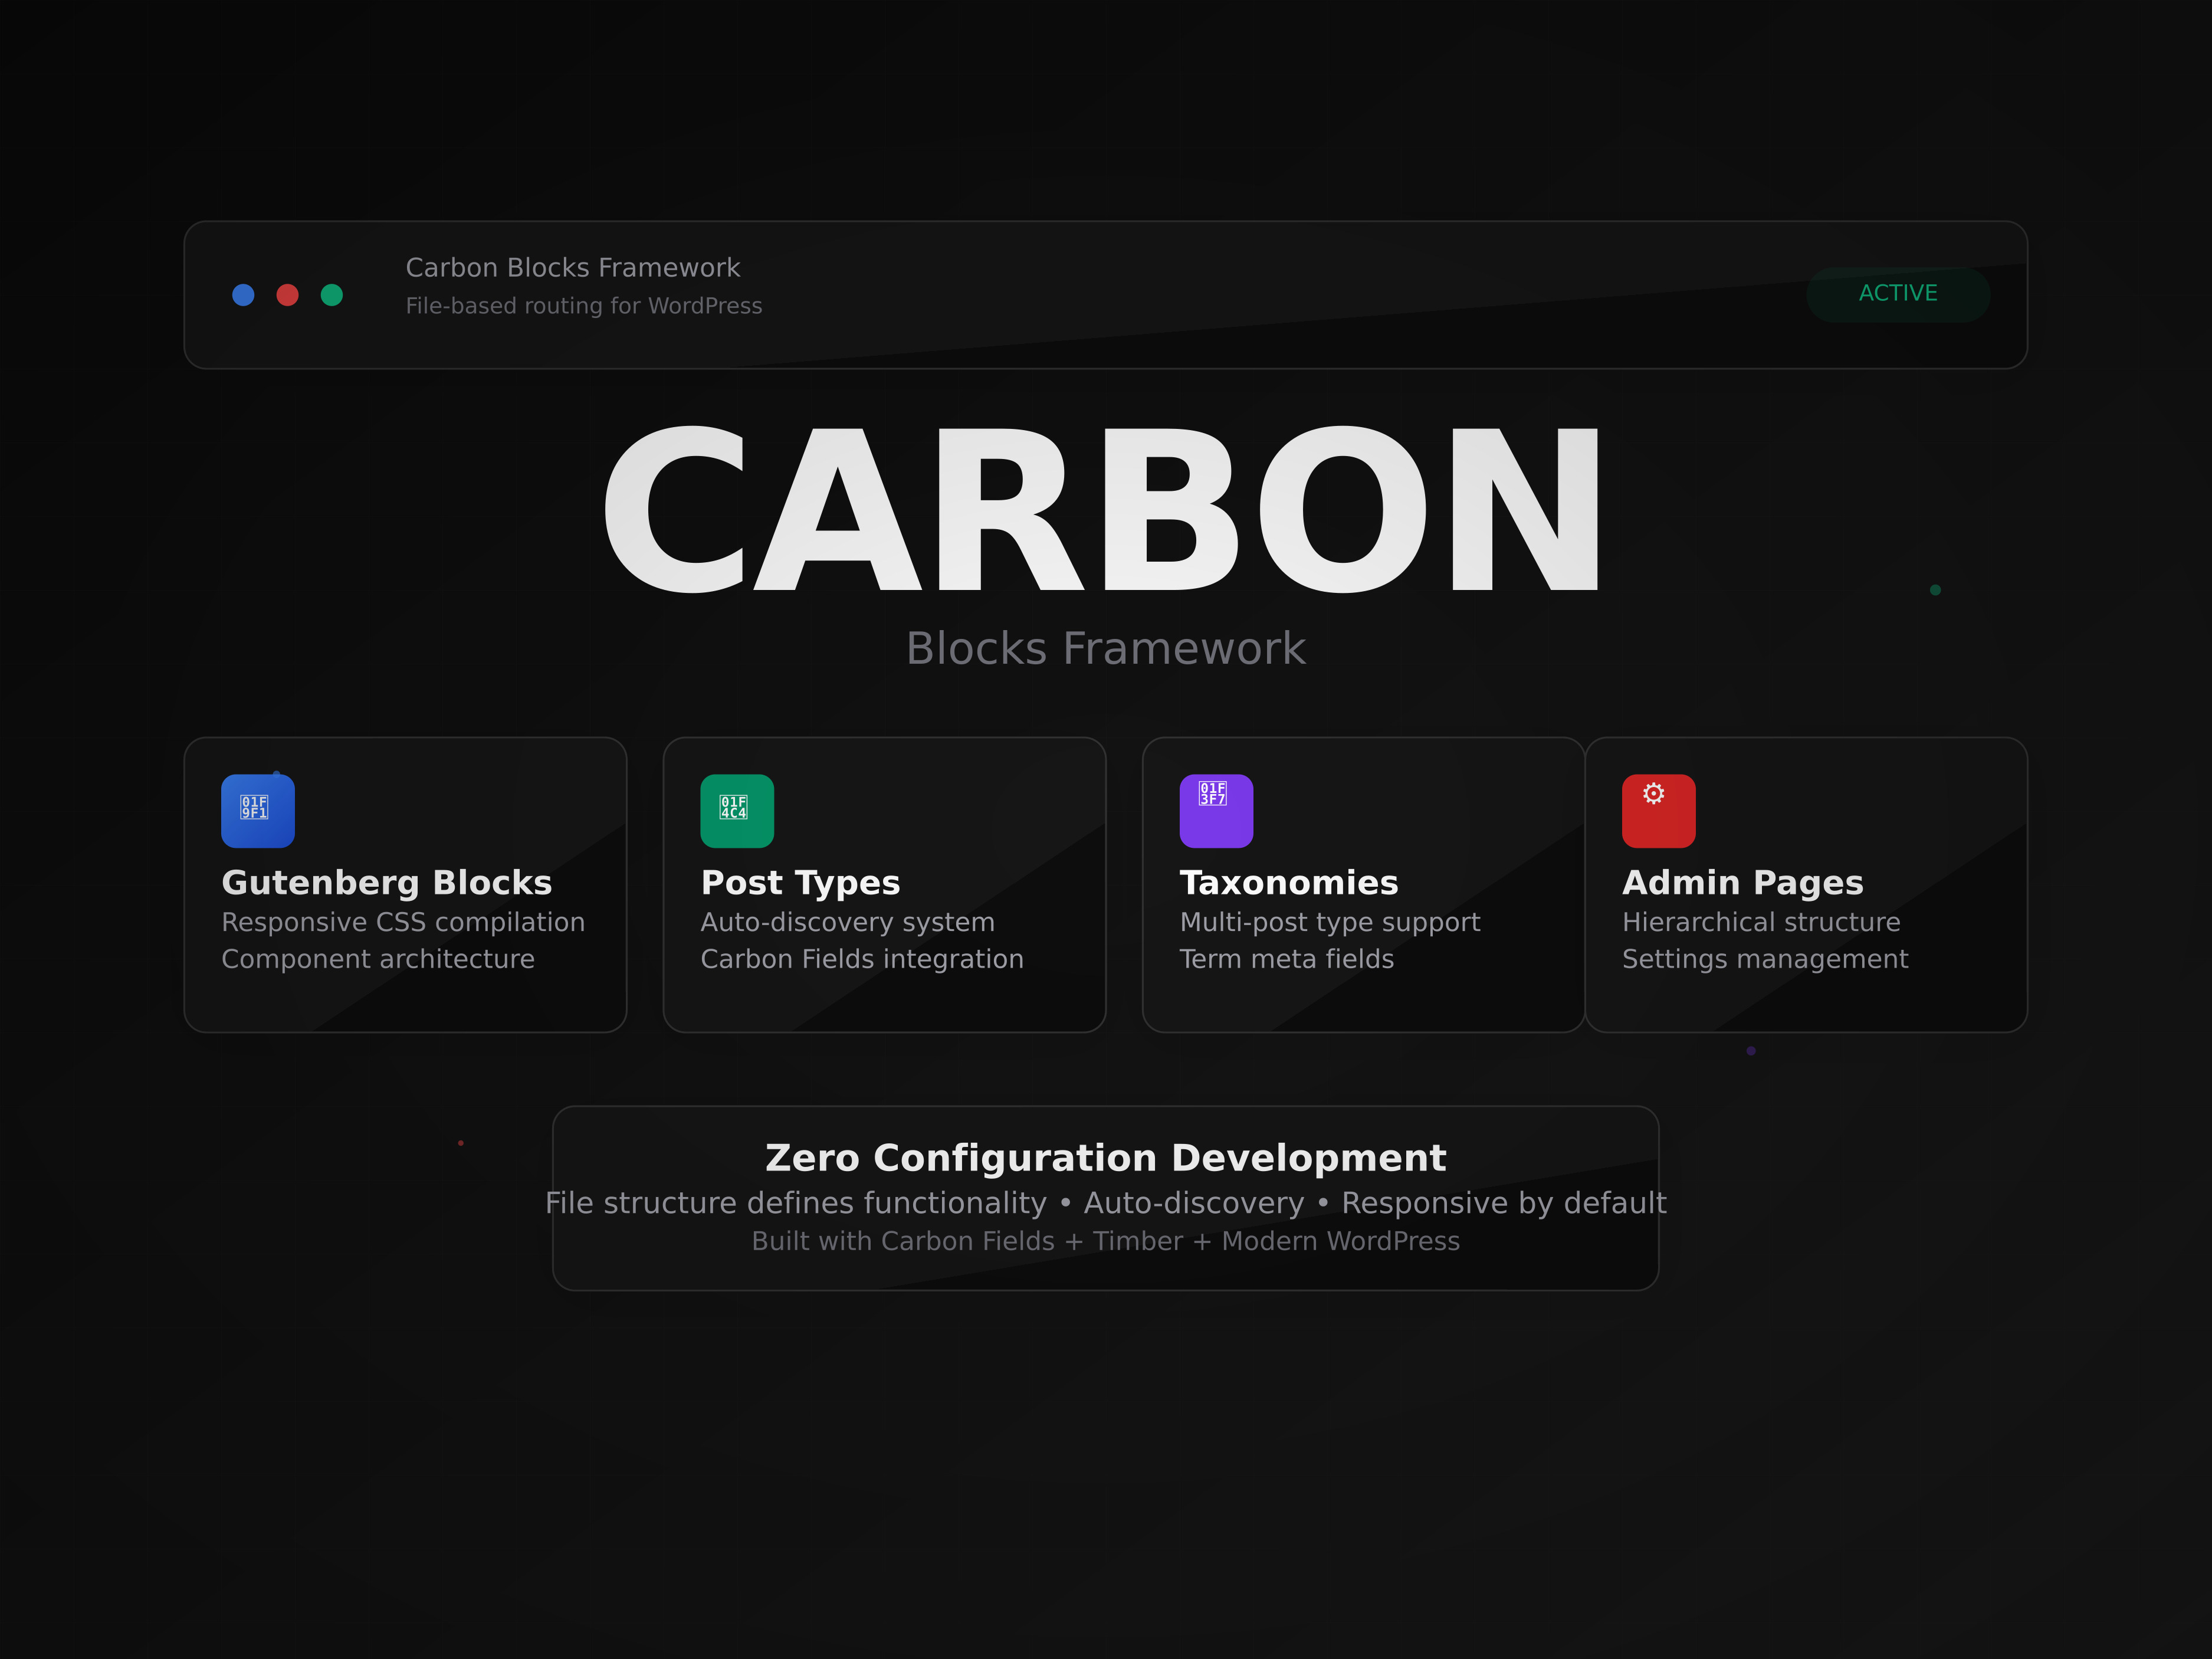 Carbon Blocks Framework
File-based routing for WordPress
ACTIVE
CARBON
Blocks Framework
01F
9F1
Gutenberg Blocks
Responsive CSS compilation
Component architecture
01F
4C4
Post Types
Auto-discovery system
Carbon Fields integration
01F
3F7
Taxonomies
Multi-post type support
Term meta fields
⚙
Admin Pages
Hierarchical structure
Settings management
Zero Configuration Development
File structure defines functionality • Auto-discovery • Responsive by default
Built with Carbon Fields + Timber + Modern WordPress